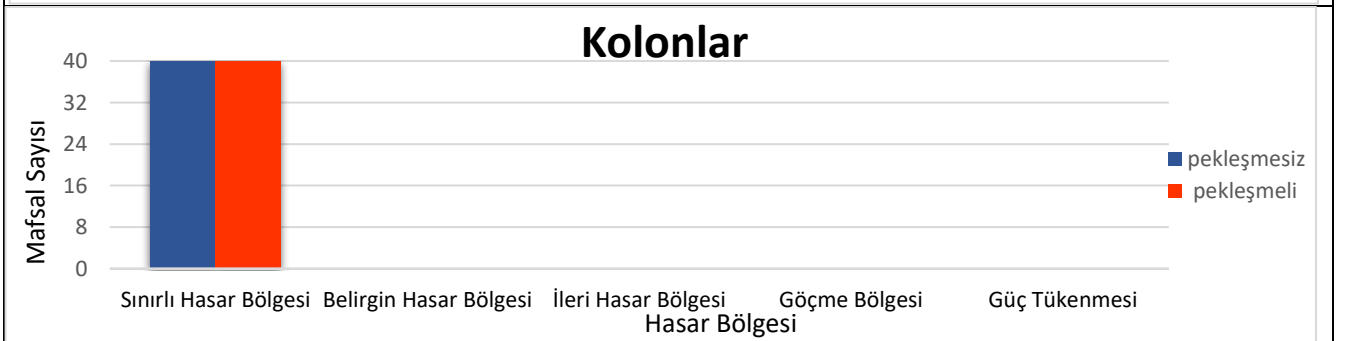 Kolonlar
Mafsal Sayısı
40
32
24
16
8
0
Sınırlı Hasar Bölgesi Belirgin Hasar Bölgesi İleri Hasar Bölgesi Göçme Bölgesi Güç Tükenmesi
Hasar Bölgesi
pekleşmesiz
pekleşmeli